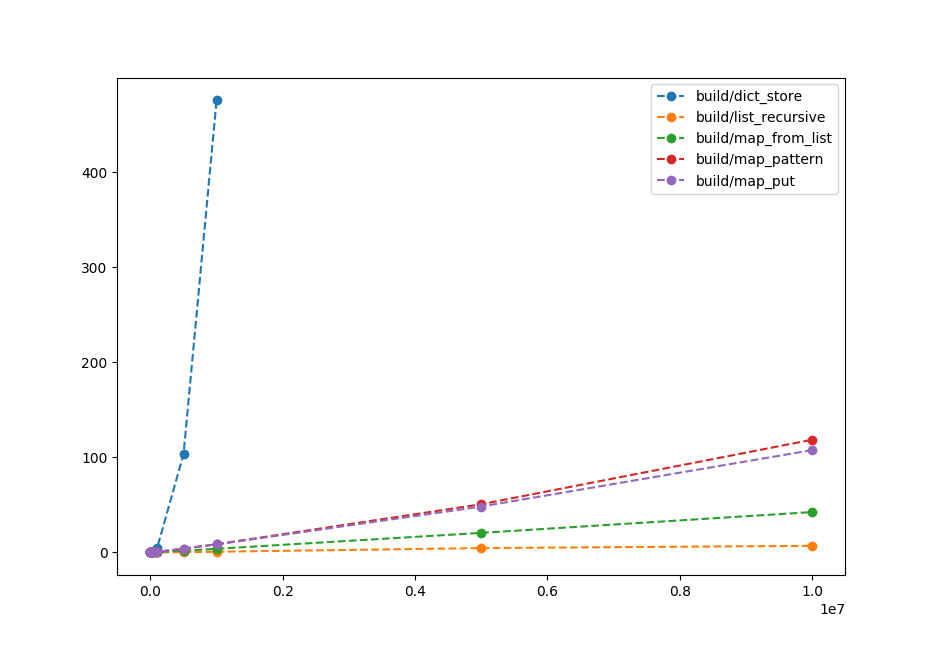 build/dict_store
build/list_recursive
build/map_from_list
build/map_pattern
build/map_put
400
300
200
100
0
0.0 0.2 0.4 0.6 0.8 1.0
1e7